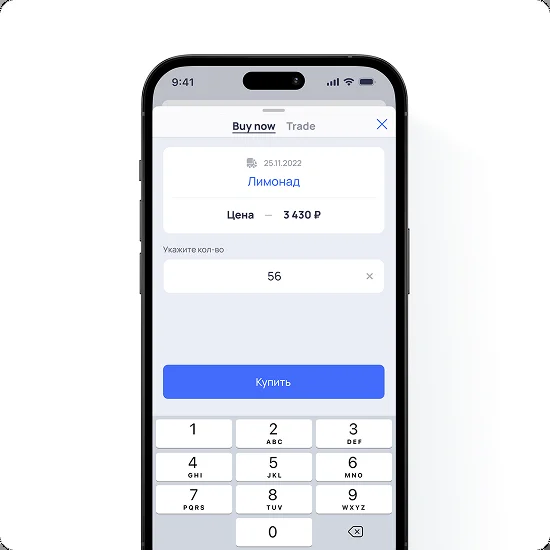 9:41
Buy now Trade
25.11.2022
Лимонад
Цена — 3 430 ₽
Укажите кол-во
56
Купить
1 2 3
ABC DEF
4 5 6
GHI JKL MNO
7 8 9
PQRS TUV WXYZ
0